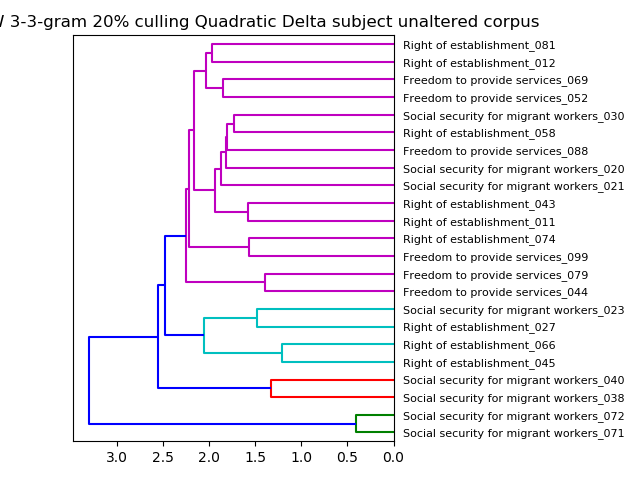 3-3-gram 20% culling Quadratic Delta subject unaltered corpus
Right of establishment_081
Right of establishment_012
Freedom to provide services_069
Freedom to provide services_052
Social security for migrant workers_030
Right of establishment_058
Freedom to provide services_088
Social security for migrant workers_020
Social security for migrant workers_021
Right of establishment_043
Right of establishment_011
Right of establishment_074
Freedom to provide services_099
Freedom to provide services_079
Freedom to provide services_044
Social security for migrant workers_023
Right of establishment_027
Right of establishment_066
Right of establishment_045
Social security for migrant workers_040
Social security for migrant workers_038
Social security for migrant workers_072
Social security for migrant workers_071
3.0 2.5 2.0 1.5 1.0 0.5 0.0